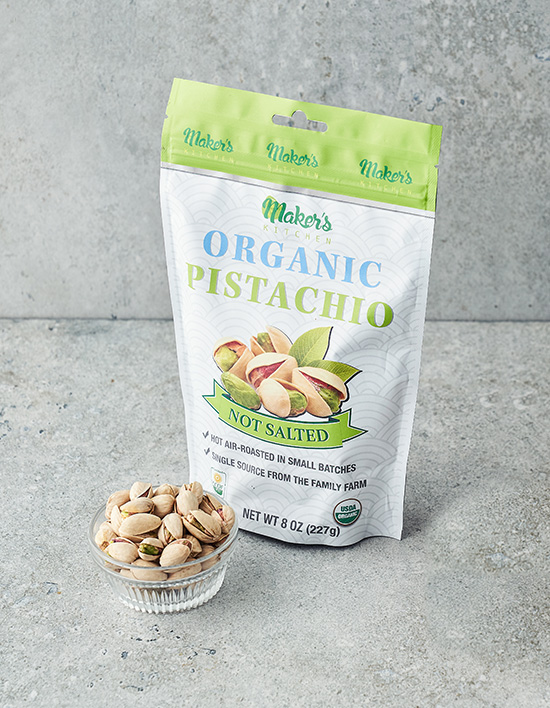 Maker's Maker's Maker's
KITCHEN
Maker's
KITCHEN
ORGANIC
PISTACHIO
NOT SALTED
✓ HOT AIR-ROASTED IN SMALL BATCHES
✓ SINGLE SOURCE FROM THE FAMILY FARM
USDA
ORGANIC
NET WT 8 OZ (227g)